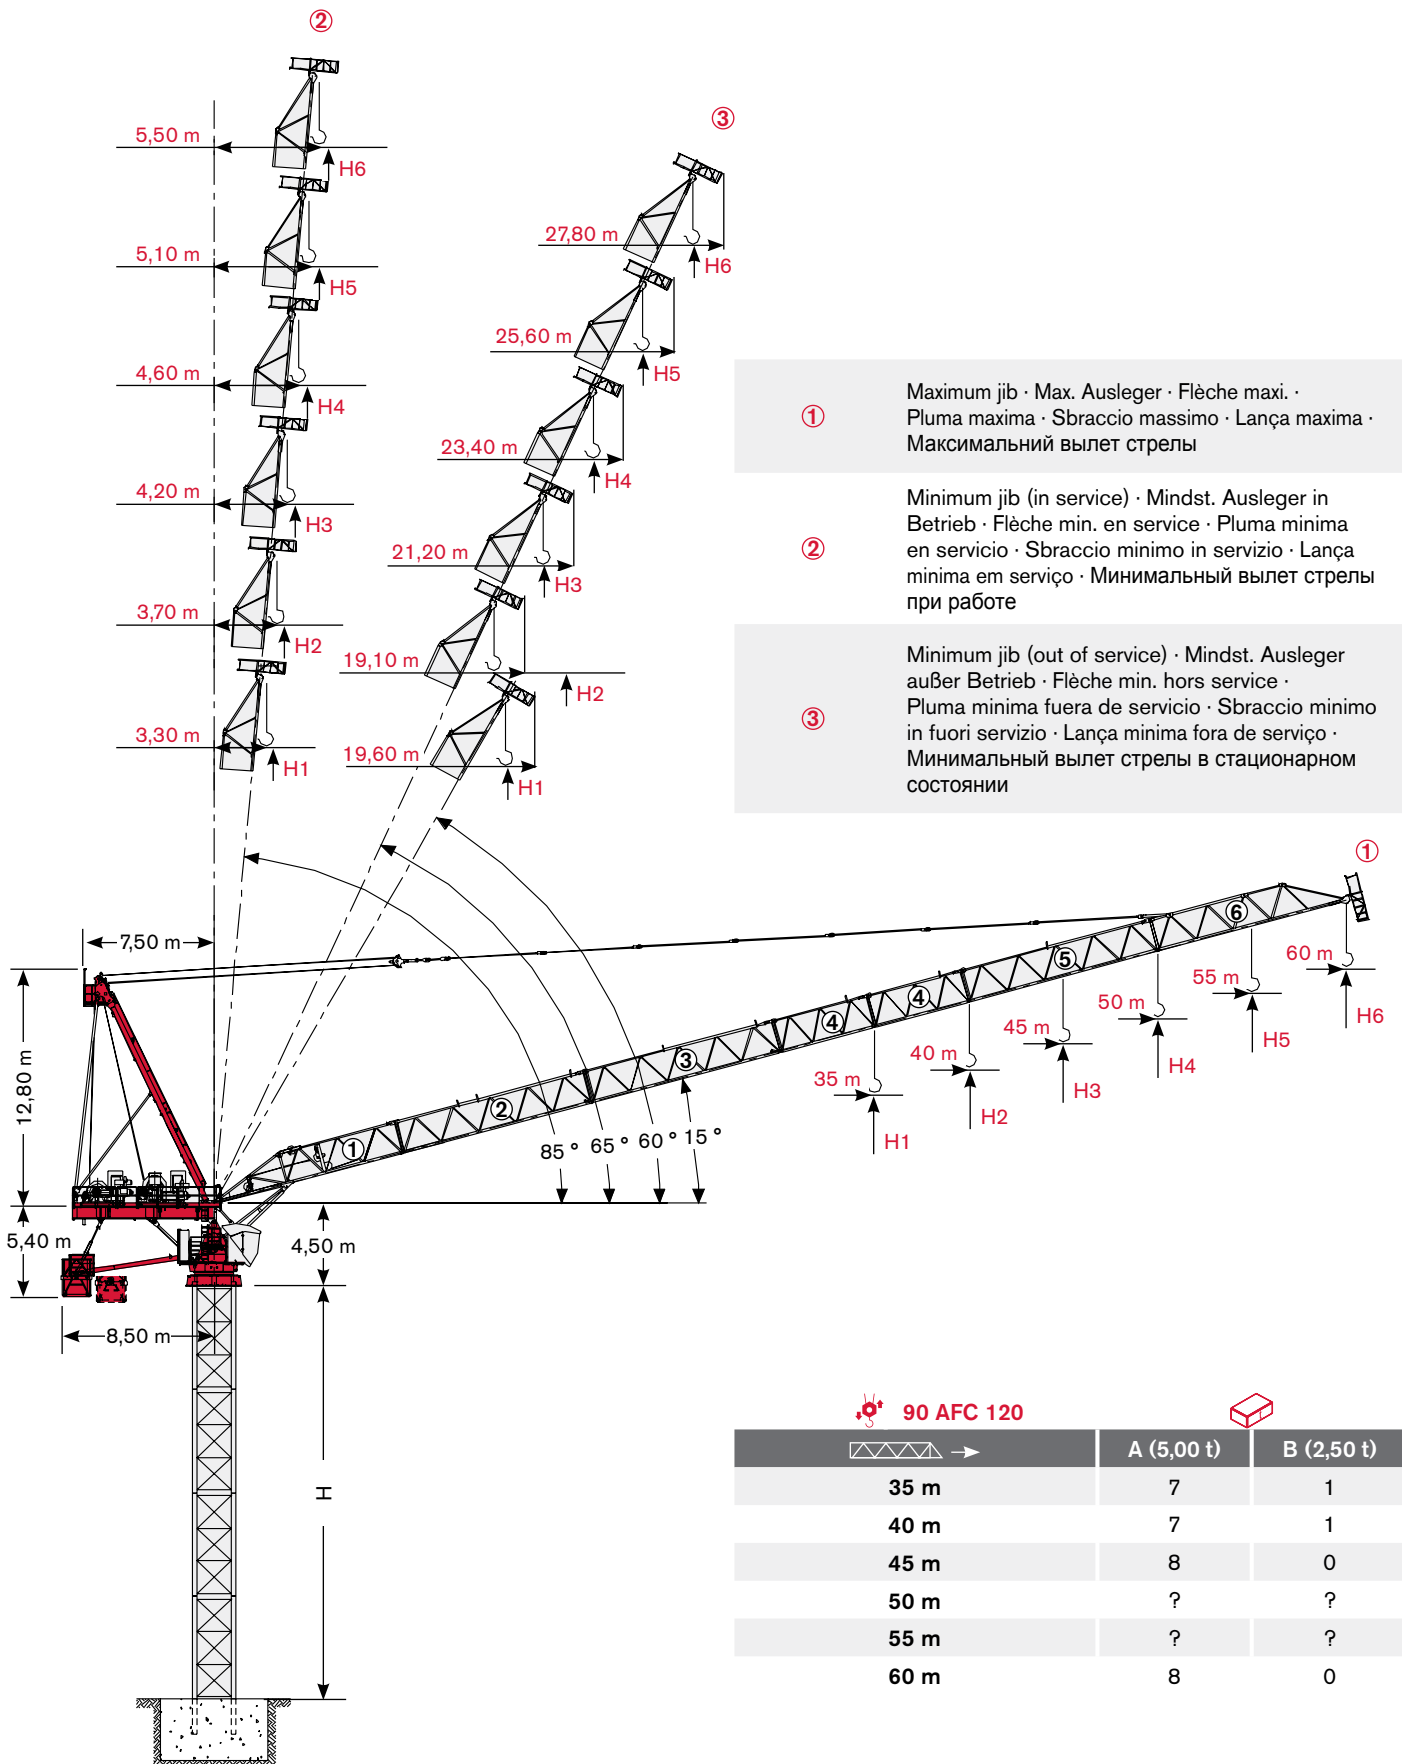 ②
③
5,50 m
H6
27,80 m
H6
5,10 m
H5
25,60 m
H5
4,60 m
H4
23,40 m
H4
4,20 m
H3
21,20 m
H3
3,70 m
H2
19,10 m
H2
3,30 m
H1
19,60 m
H1
①
Maximum jib · Max. Ausleger · Flèche maxi. ·
Pluma maxima · Sbraccio massimo · Lança maxima ·
Максимальний вылет стрелы
②
Minimum jib (in service) · Mindst. Ausleger in
Betrieb · Flèche min. en service · Pluma minima
en servicio · Sbraccio minimo in servizio · Lança
minima em serviço · Минимальный вылет стрелы
при работе
③
Minimum jib (out of service) · Mindst. Ausleger
außer Betrieb · Flèche min. hors service ·
Pluma minima fuera de servicio · Sbraccio minimo
in fuori servizio · Lança minima fora de serviço ·
Минимальный вылет стрелы в стационарном
состоянии
①
7,50 m
12,80 m
5,40 m
8,50 m
4,50 m
H
①
②
③
④
④
⑤
⑥
85 °
65 °
60 °
15 °
35 m
H1
40 m
H2
45 m
H3
50 m
H4
55 m
H5
60 m
H6
90 AFC 120
A (5,00 t) B (2,50 t)
35 m 7 1
40 m 7 1
45 m 8 0
50 m ? ?
55 m ? ?
60 m 8 0